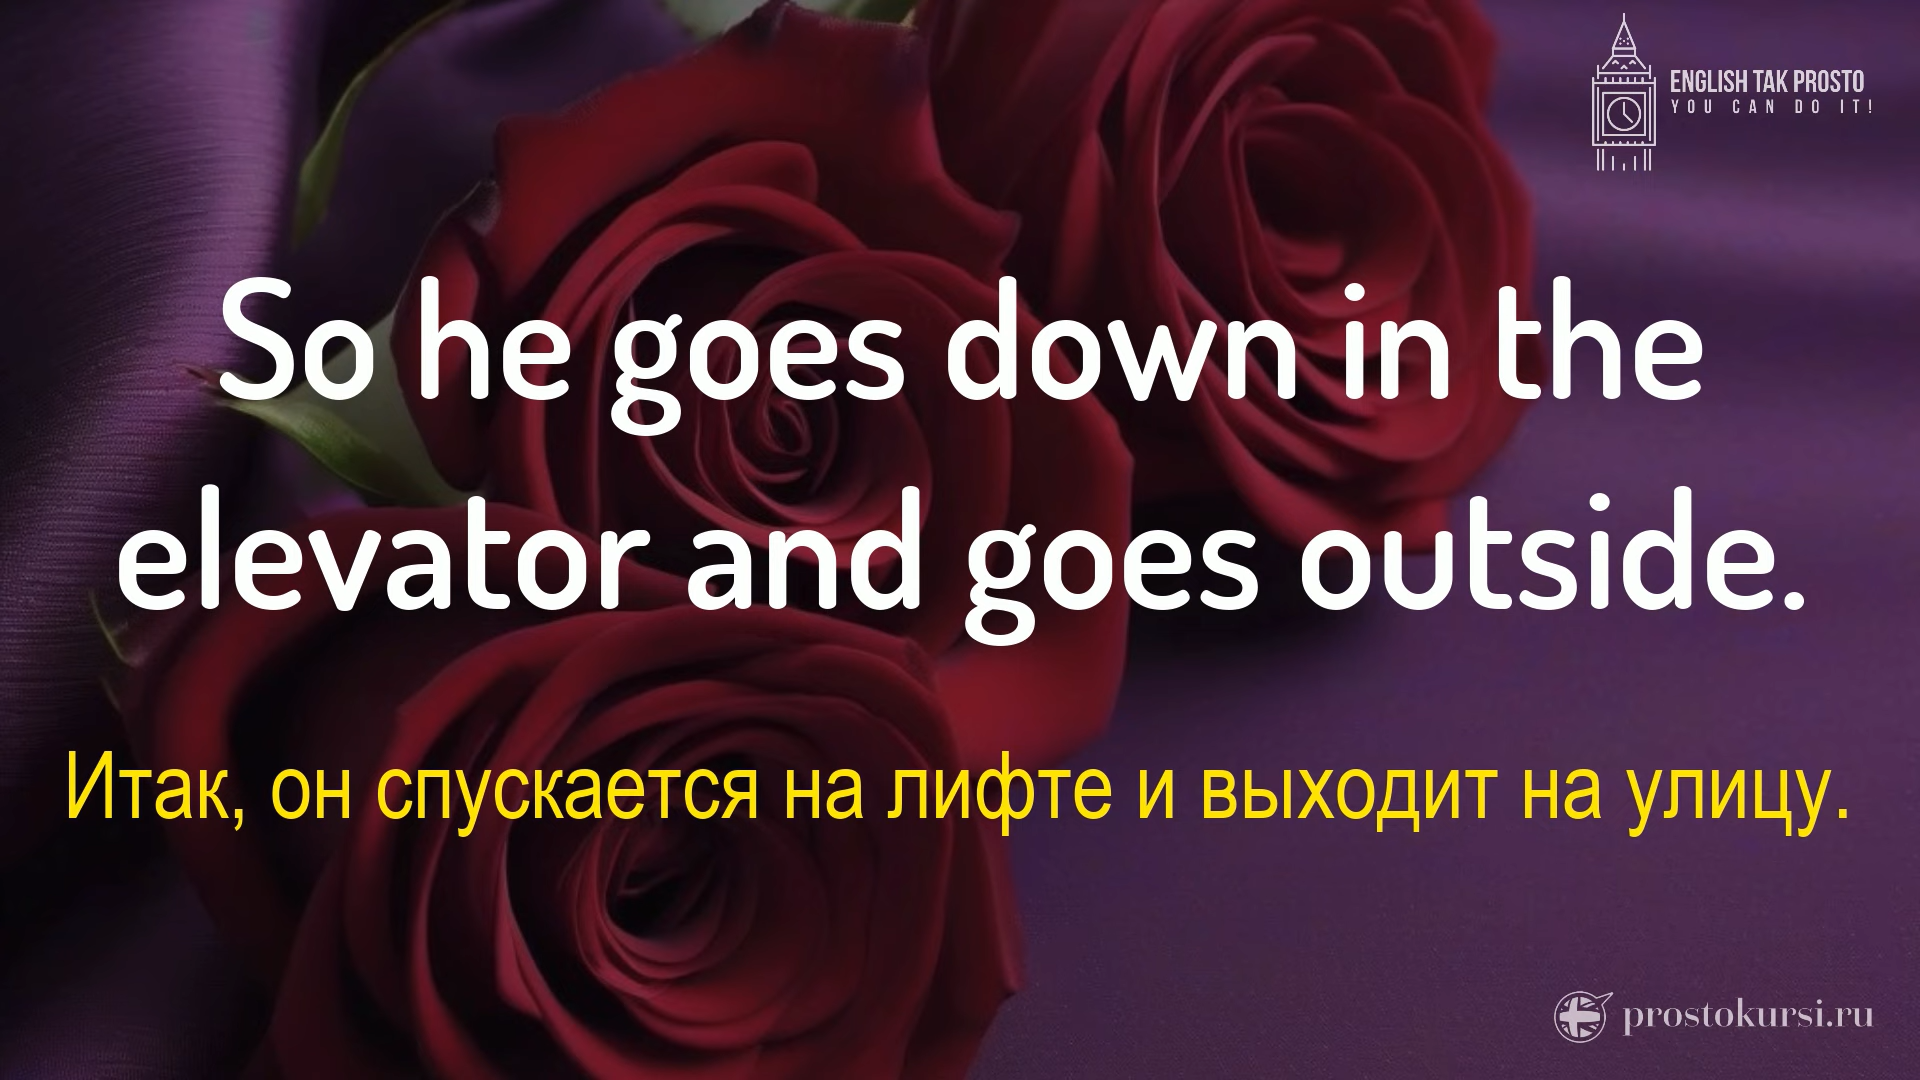 ENGLISH TAK PROSTO
YOU CAN DO IT!
So he goes down in the
elevator and goes outside.
Итак, он спускается на лифте и выходит на улицу.
prostokursi.ru